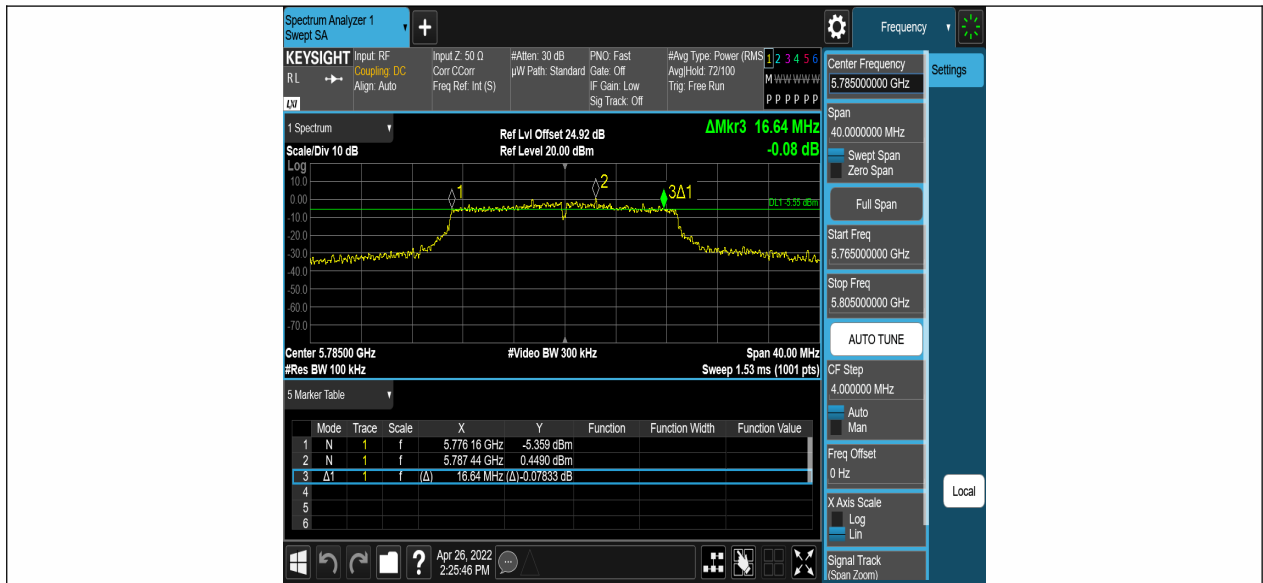 Spectrum Analyzer 1
Swept SA
+
Frequency
KEYSIGHT
RL
LXI
Input: RF
Coupling: DC
Align: Auto
Input Z: 50 Ω
Corr CCorr
Freq Ref: Int (S)
#Atten: 30 dB
µW Path: Standard
PNO: Fast
Gate: Off
IF Gain: Low
Sig Track: Off
#Avg Type: Power (RMS
Avg|Hold: 72/100
Trig: Free Run
1 2 3 4 5 6
M W W W W W
P P P P P P
1 Spectrum
Scale/Div 10 dB
Ref Lvl Offset 24.92 dB
Ref Level 20.00 dBm
ΔMkr3 16.64 MHz
-0.08 dB
Log
10.0
0.00
-10.0
-20.0
-30.0
-40.0
-50.0
-60.0
-70.0
1
2
3Δ1
DL1 -5.55 dBm
Center 5.78500 GHz
#Video BW 300 kHz
Span 40.00 MHz
#Res BW 100 kHz
Sweep 1.53 ms (1001 pts)
5 Marker Table
Mode Trace Scale X Y Function Function Width Function Value
1 N 1 f 5.776 16 GHz -5.359 dBm
2 N 1 f 5.787 44 GHz 0.4490 dBm
3 Δ1 1 f (Δ) 16.64 MHz (Δ) -0.07833 dB
4
5
6
?
Apr 26, 2022
2:25:46 PM
Center Frequency
5.785000000 GHz
Settings
Span
40.0000000 MHz
Swept Span
Zero Span
Full Span
Start Freq
5.765000000 GHz
Stop Freq
5.805000000 GHz
AUTO TUNE
CF Step
4.000000 MHz
Auto
Man
Freq Offset
0 Hz
Local
X Axis Scale
Log
Lin
Signal Track
(Span Zoom)